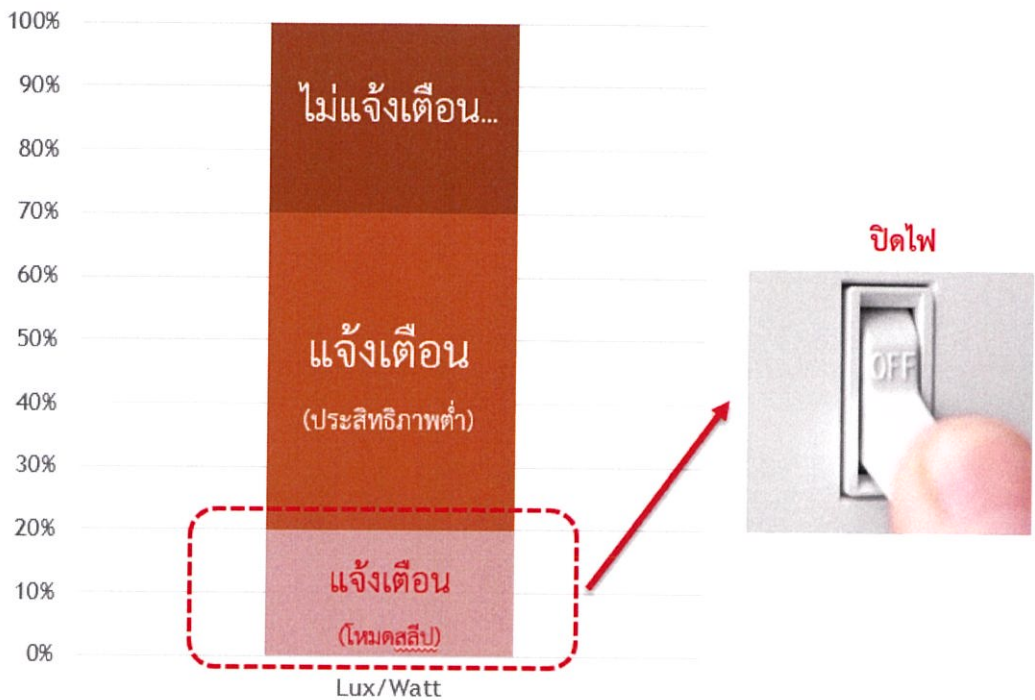 100%
90%
80%
70%
60%
50%
40%
30%
20%
10%
0%
ไม่แจ้งเตือน...
แจ้งเตือน
(ประสิทธิภาพต่ำ)
แจ้งเตือน
(โหมดสลีป)
Lux/Watt
ปิดไฟ
OFF